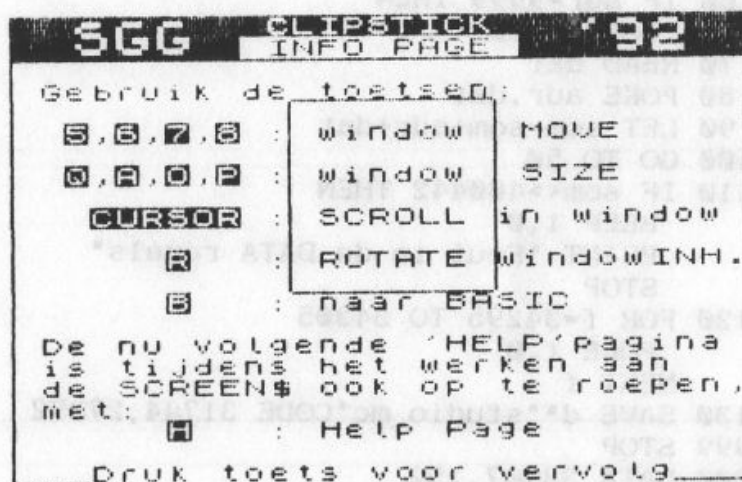 SGG CLIPSTICK '92
INFO PAGE
Gebruik de toetsen:
5,6,7,8 : window MOVE
Q,A,O,P : window SIZE
CURSOR : SCROLL in window
R : ROTATE windowINH.
B : naar BASIC
De nu volgende HELP pagina
is tijdens het werken aan
de SCREEN$ ook op te roepen,
met
H : Help Page
Druk toets voor vervolg